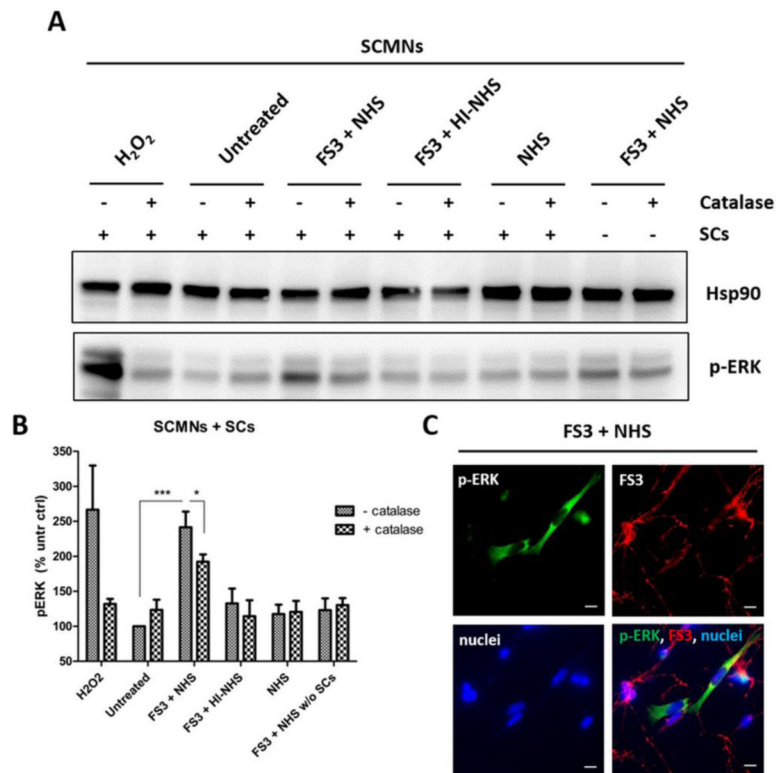 A
SCMNs
H₂O₂ Untreated FS3 + NHS FS3 + HI-NHS NHS FS3 + NHS
- + - + - + - + - + - + Catalase
+ + + + + + + + + + - - SCs
Hsp90
p-ERK
B
SCMNs + SCs
pERK (% untr ctrl)
350
300
250
200
150
100
50
*** *
- catalase
+ catalase
H2O2 Untreated FS3 + NHS FS3 + HI-NHS NHS FS3 + NHS w/o SCs
C
FS3 + NHS
p-ERK FS3
nuclei p-ERK, FS3, nuclei